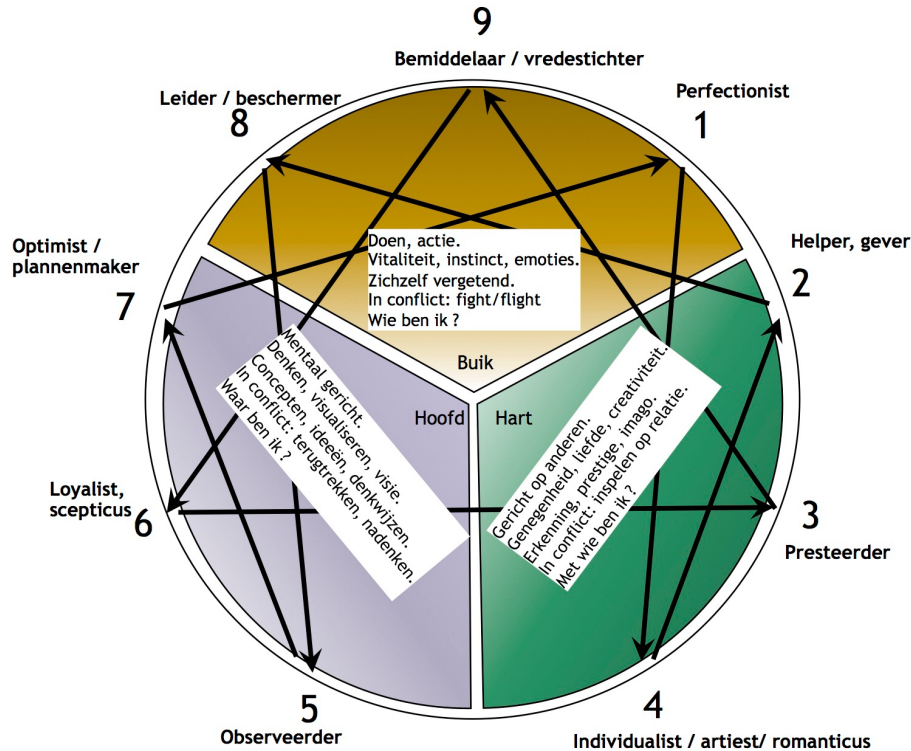 9
Bemiddelaar / vredestichter
Leider / beschermer
8
Perfectionist
1
Optimist /
plannenmaker
7
Helper, gever
2
Doen, actie.
Vitaliteit, instinct, emoties.
Zichzelf vergetend.
In conflict: fight/flight
Wie ben ik ?
Buik
Hoofd
Hart
Mentaal gericht.
Denken, visualiseren, visie.
Concepten, ideeën, denkwijzen.
In conflict: terugtrekken, nadenken.
Waar ben ik ?
Gericht op anderen.
Genegenheid, liefde, creativiteit.
Erkenning, prestige, imago.
In conflict: inspelen op relatie.
Met wie ben ik ?
Loyalist,
scepticus
6
3
Presteerder
5
Observeerder
4
Individualist / artiest/ romanticus